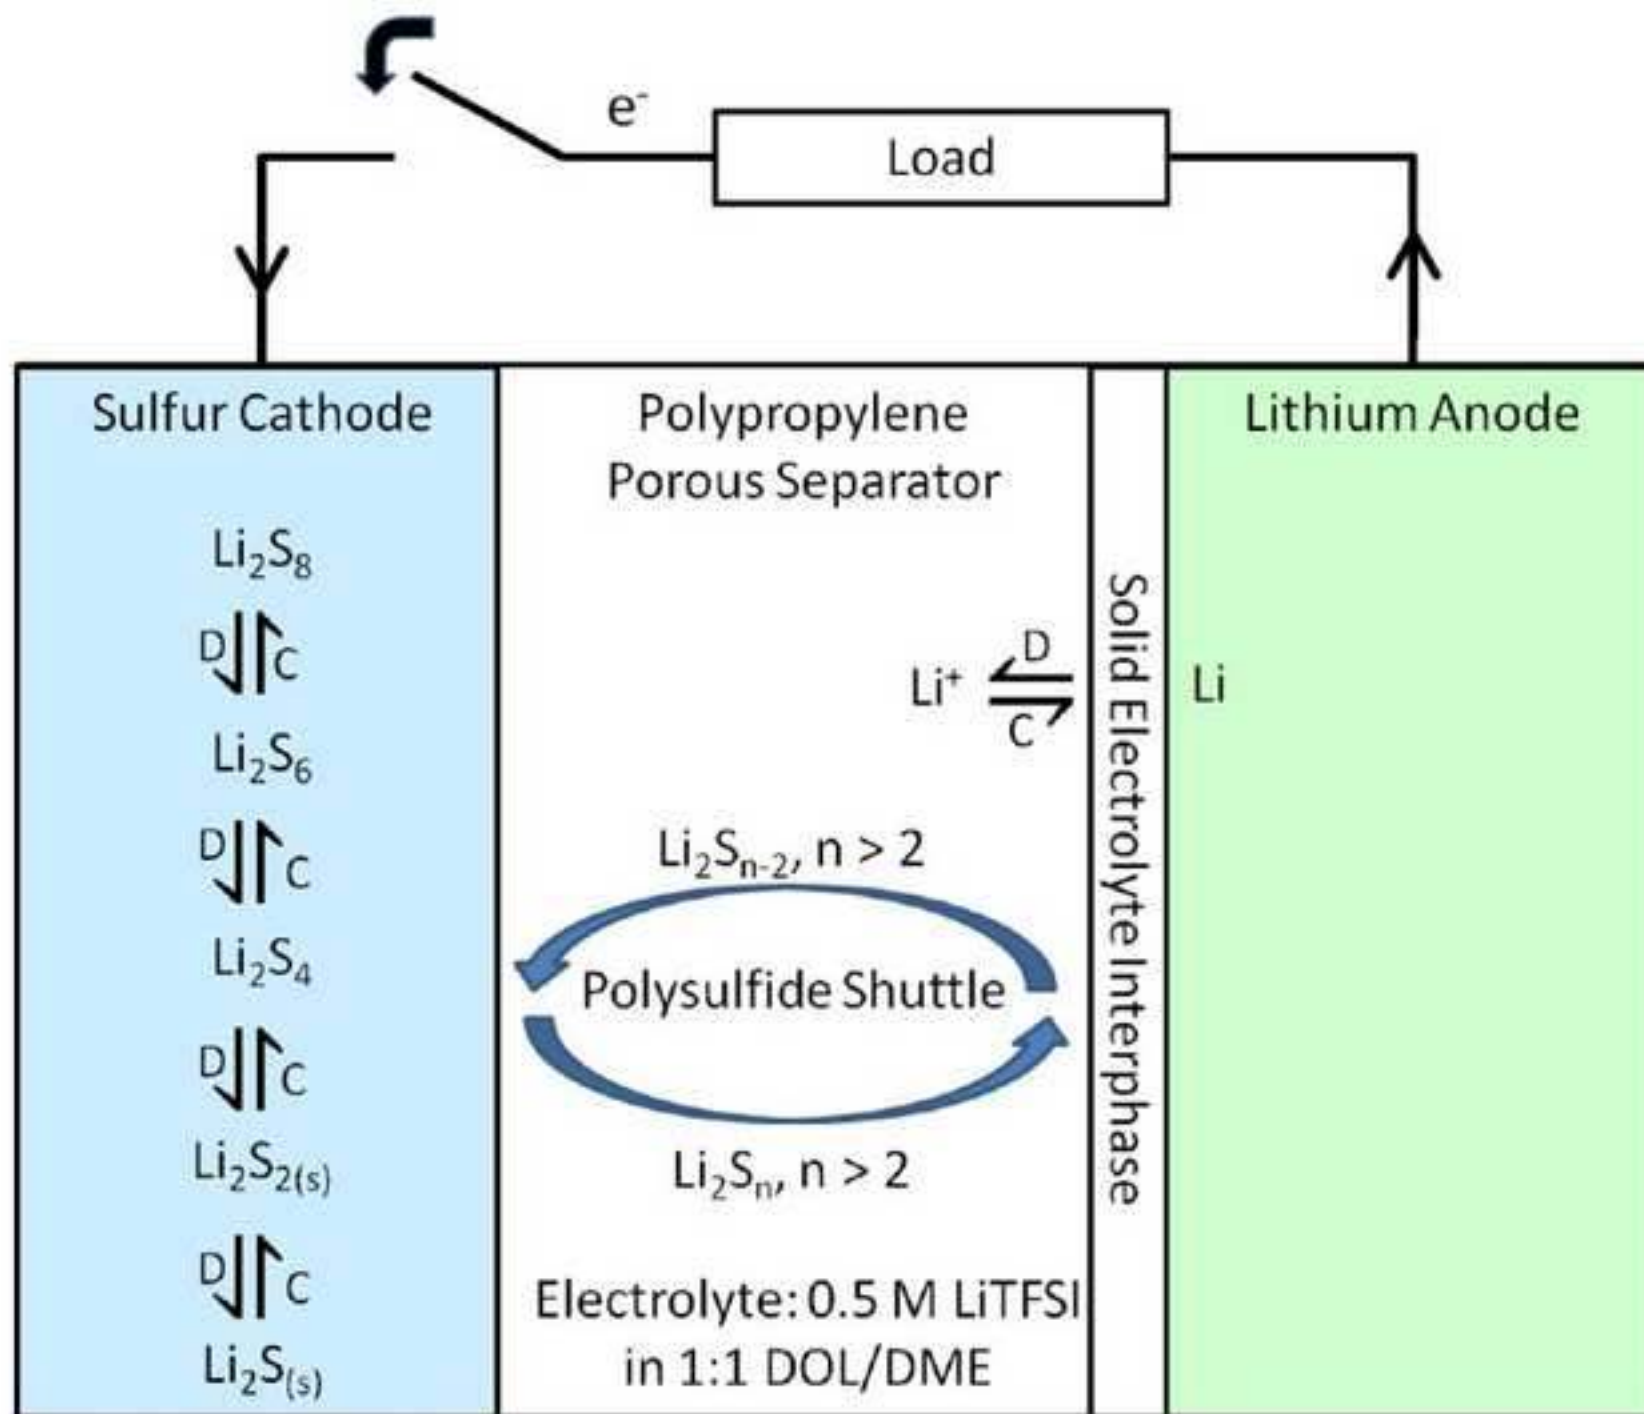 e⁻
Load
Sulfur Cathode
Li₂S₈
D C
Li₂S₆
D C
Li₂S₄
D C
Li₂S₂₍ₛ₎
D C
Li₂S₍ₛ₎
Polypropylene
Porous Separator
D
Li⁺
C
Li₂Sₙ₋₂, n > 2
Polysulfide Shuttle
Li₂Sₙ, n > 2
Electrolyte: 0.5 M LiTFSI
in 1:1 DOL/DME
Solid Electrolyte Interphase
Lithium Anode
Li